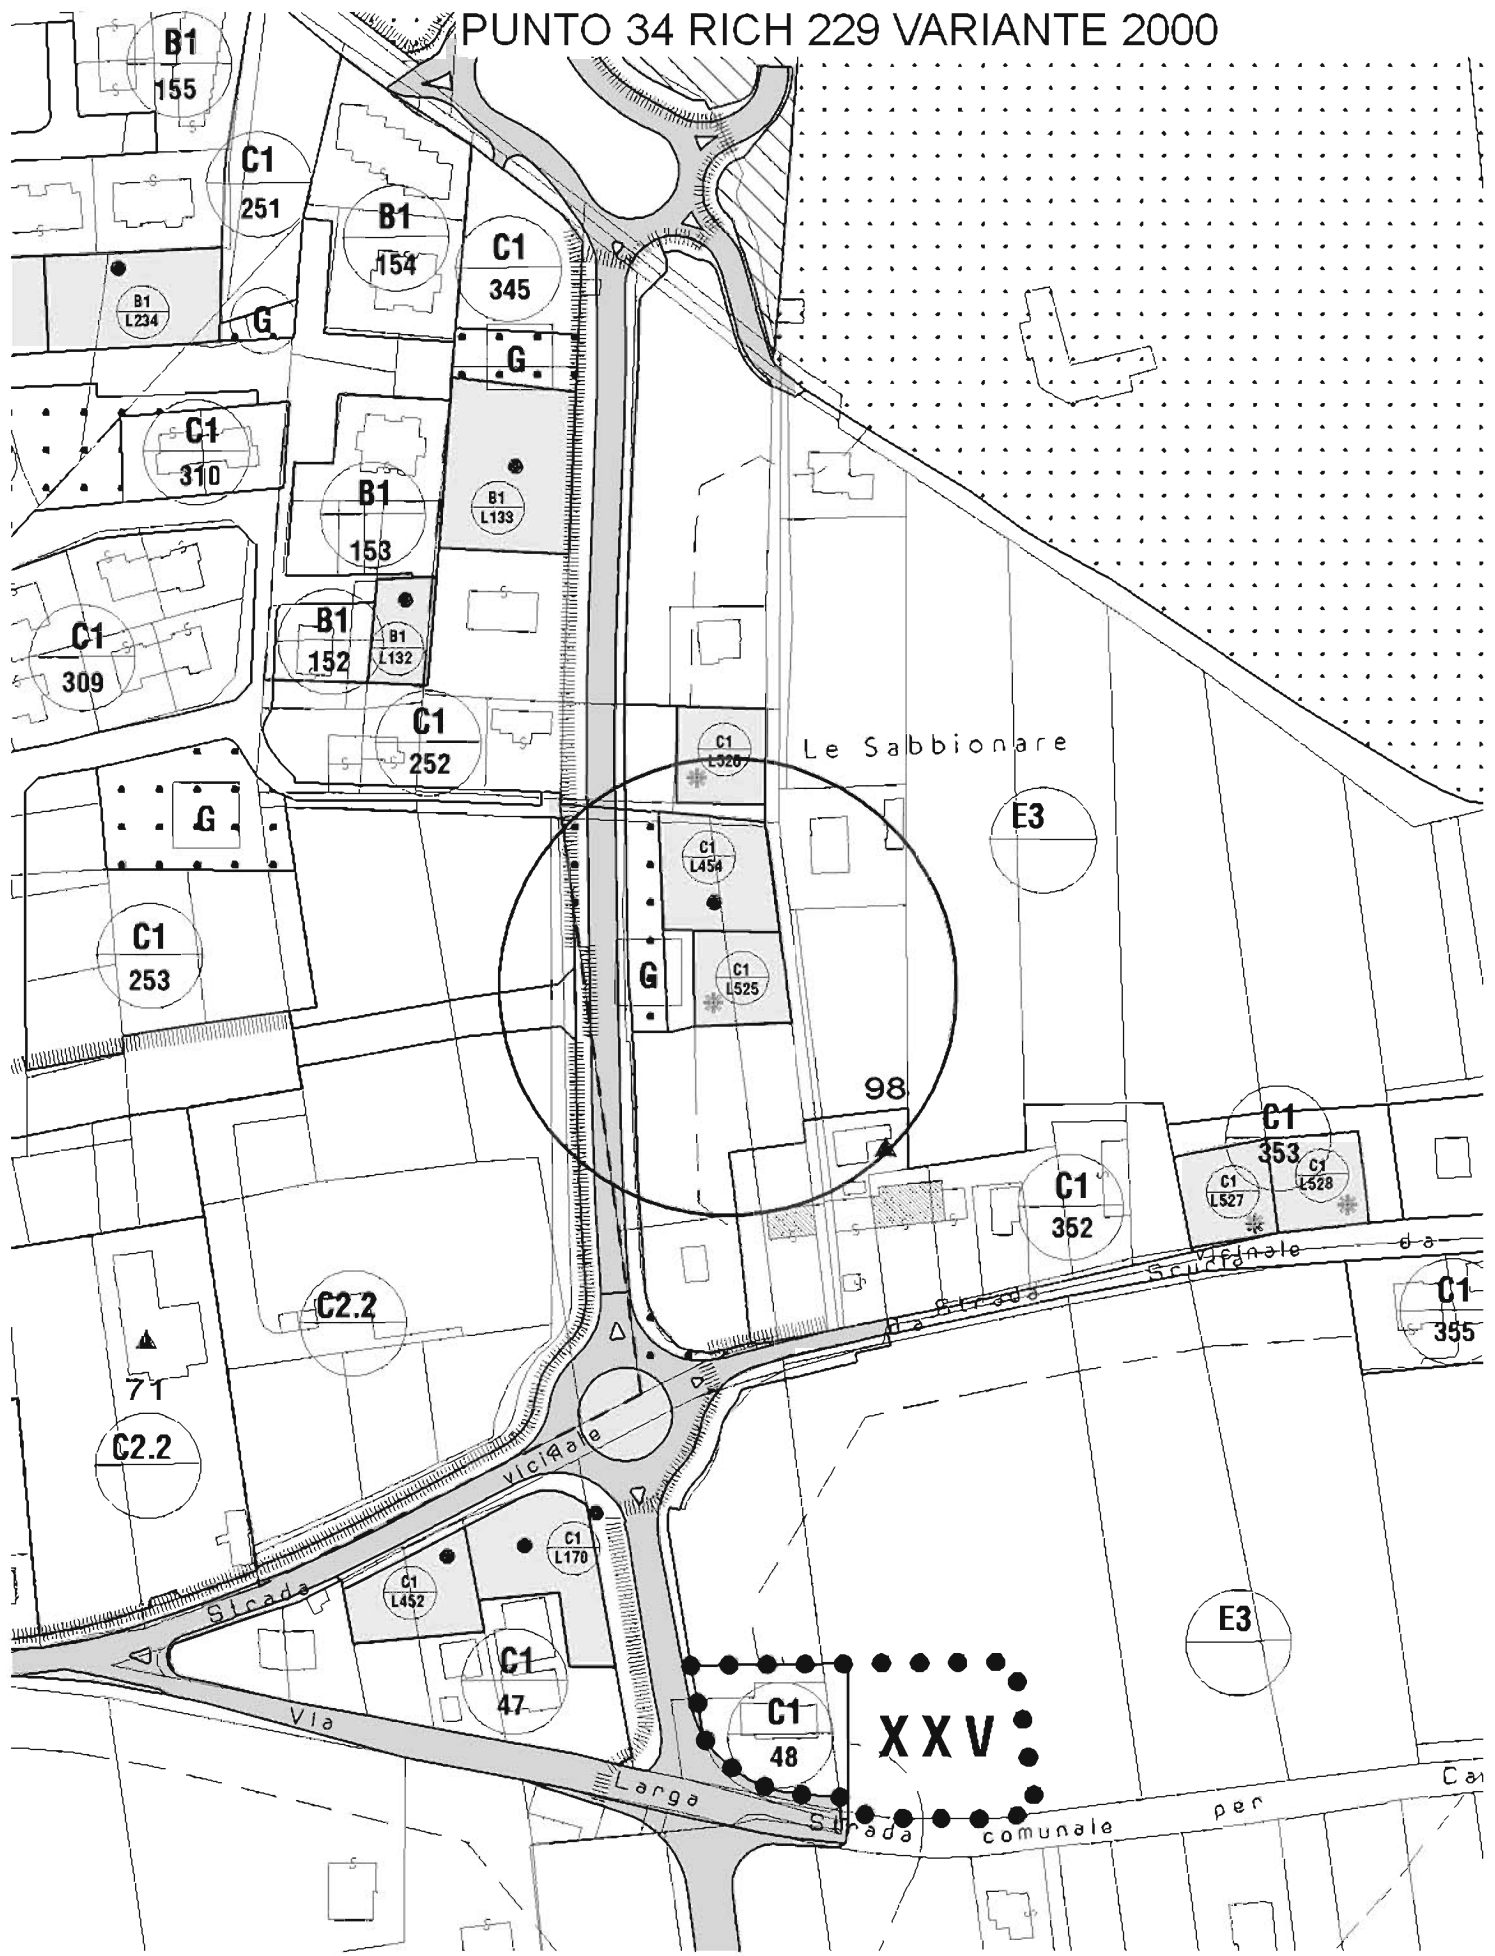 PUNTO 34 RICH 229 VARIANTE 2000
B1
155
C1
251
B1
154
C1
345
B1
L234
G
G
C1
310
B1
153
B1
L133
C1
309
B1
152
B1
L132
C1
252
C1
Le Sabbionare
G
C1
L454
E3
C1
253
G
C1
L525
98
C1
353
C1
L527
C1
L528
C1
352
vicinale da
Scurta
la Strada
C1
355
C2.2
71
C2.2
vicinale
Strada
C1
L170
C1
L452
E3
C1
47
C1
48
XXV
Via
Larga
Strada comunale per